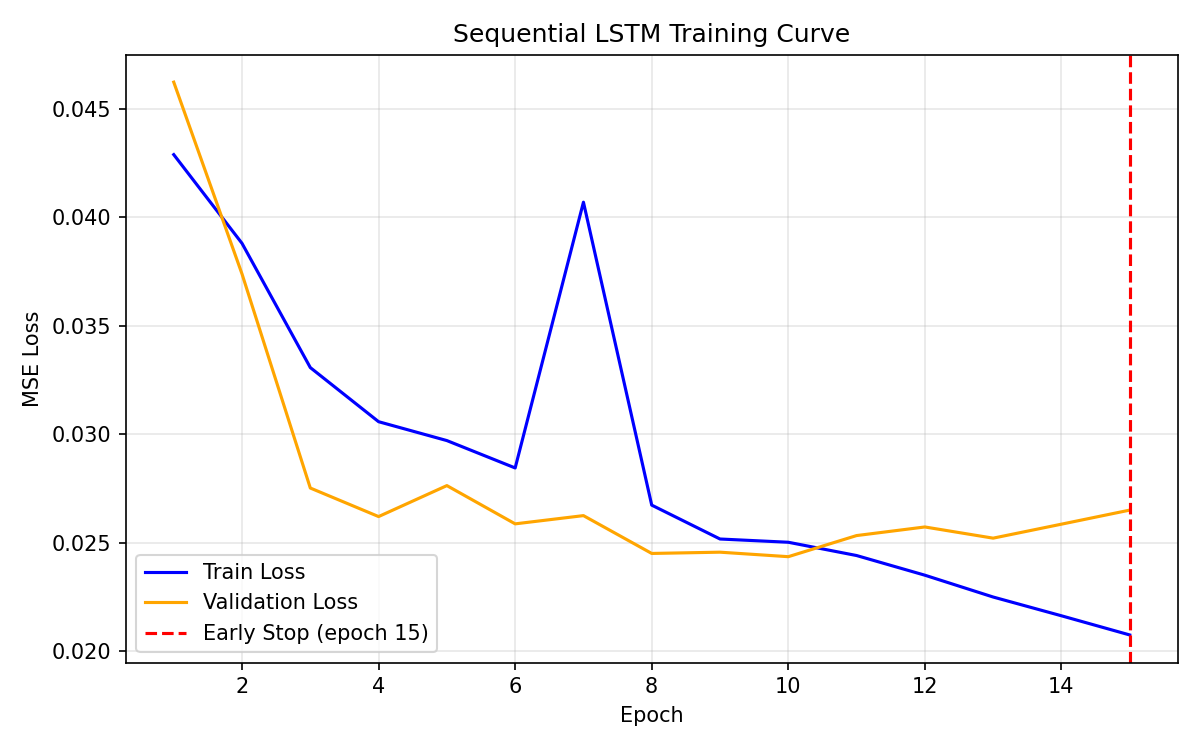 Sequential LSTM Training Curve
MSE Loss
0.045
0.040
0.035
0.030
0.025
0.020
Train Loss
Validation Loss
Early Stop (epoch 15)
2 4 6 8 10 12 14
Epoch